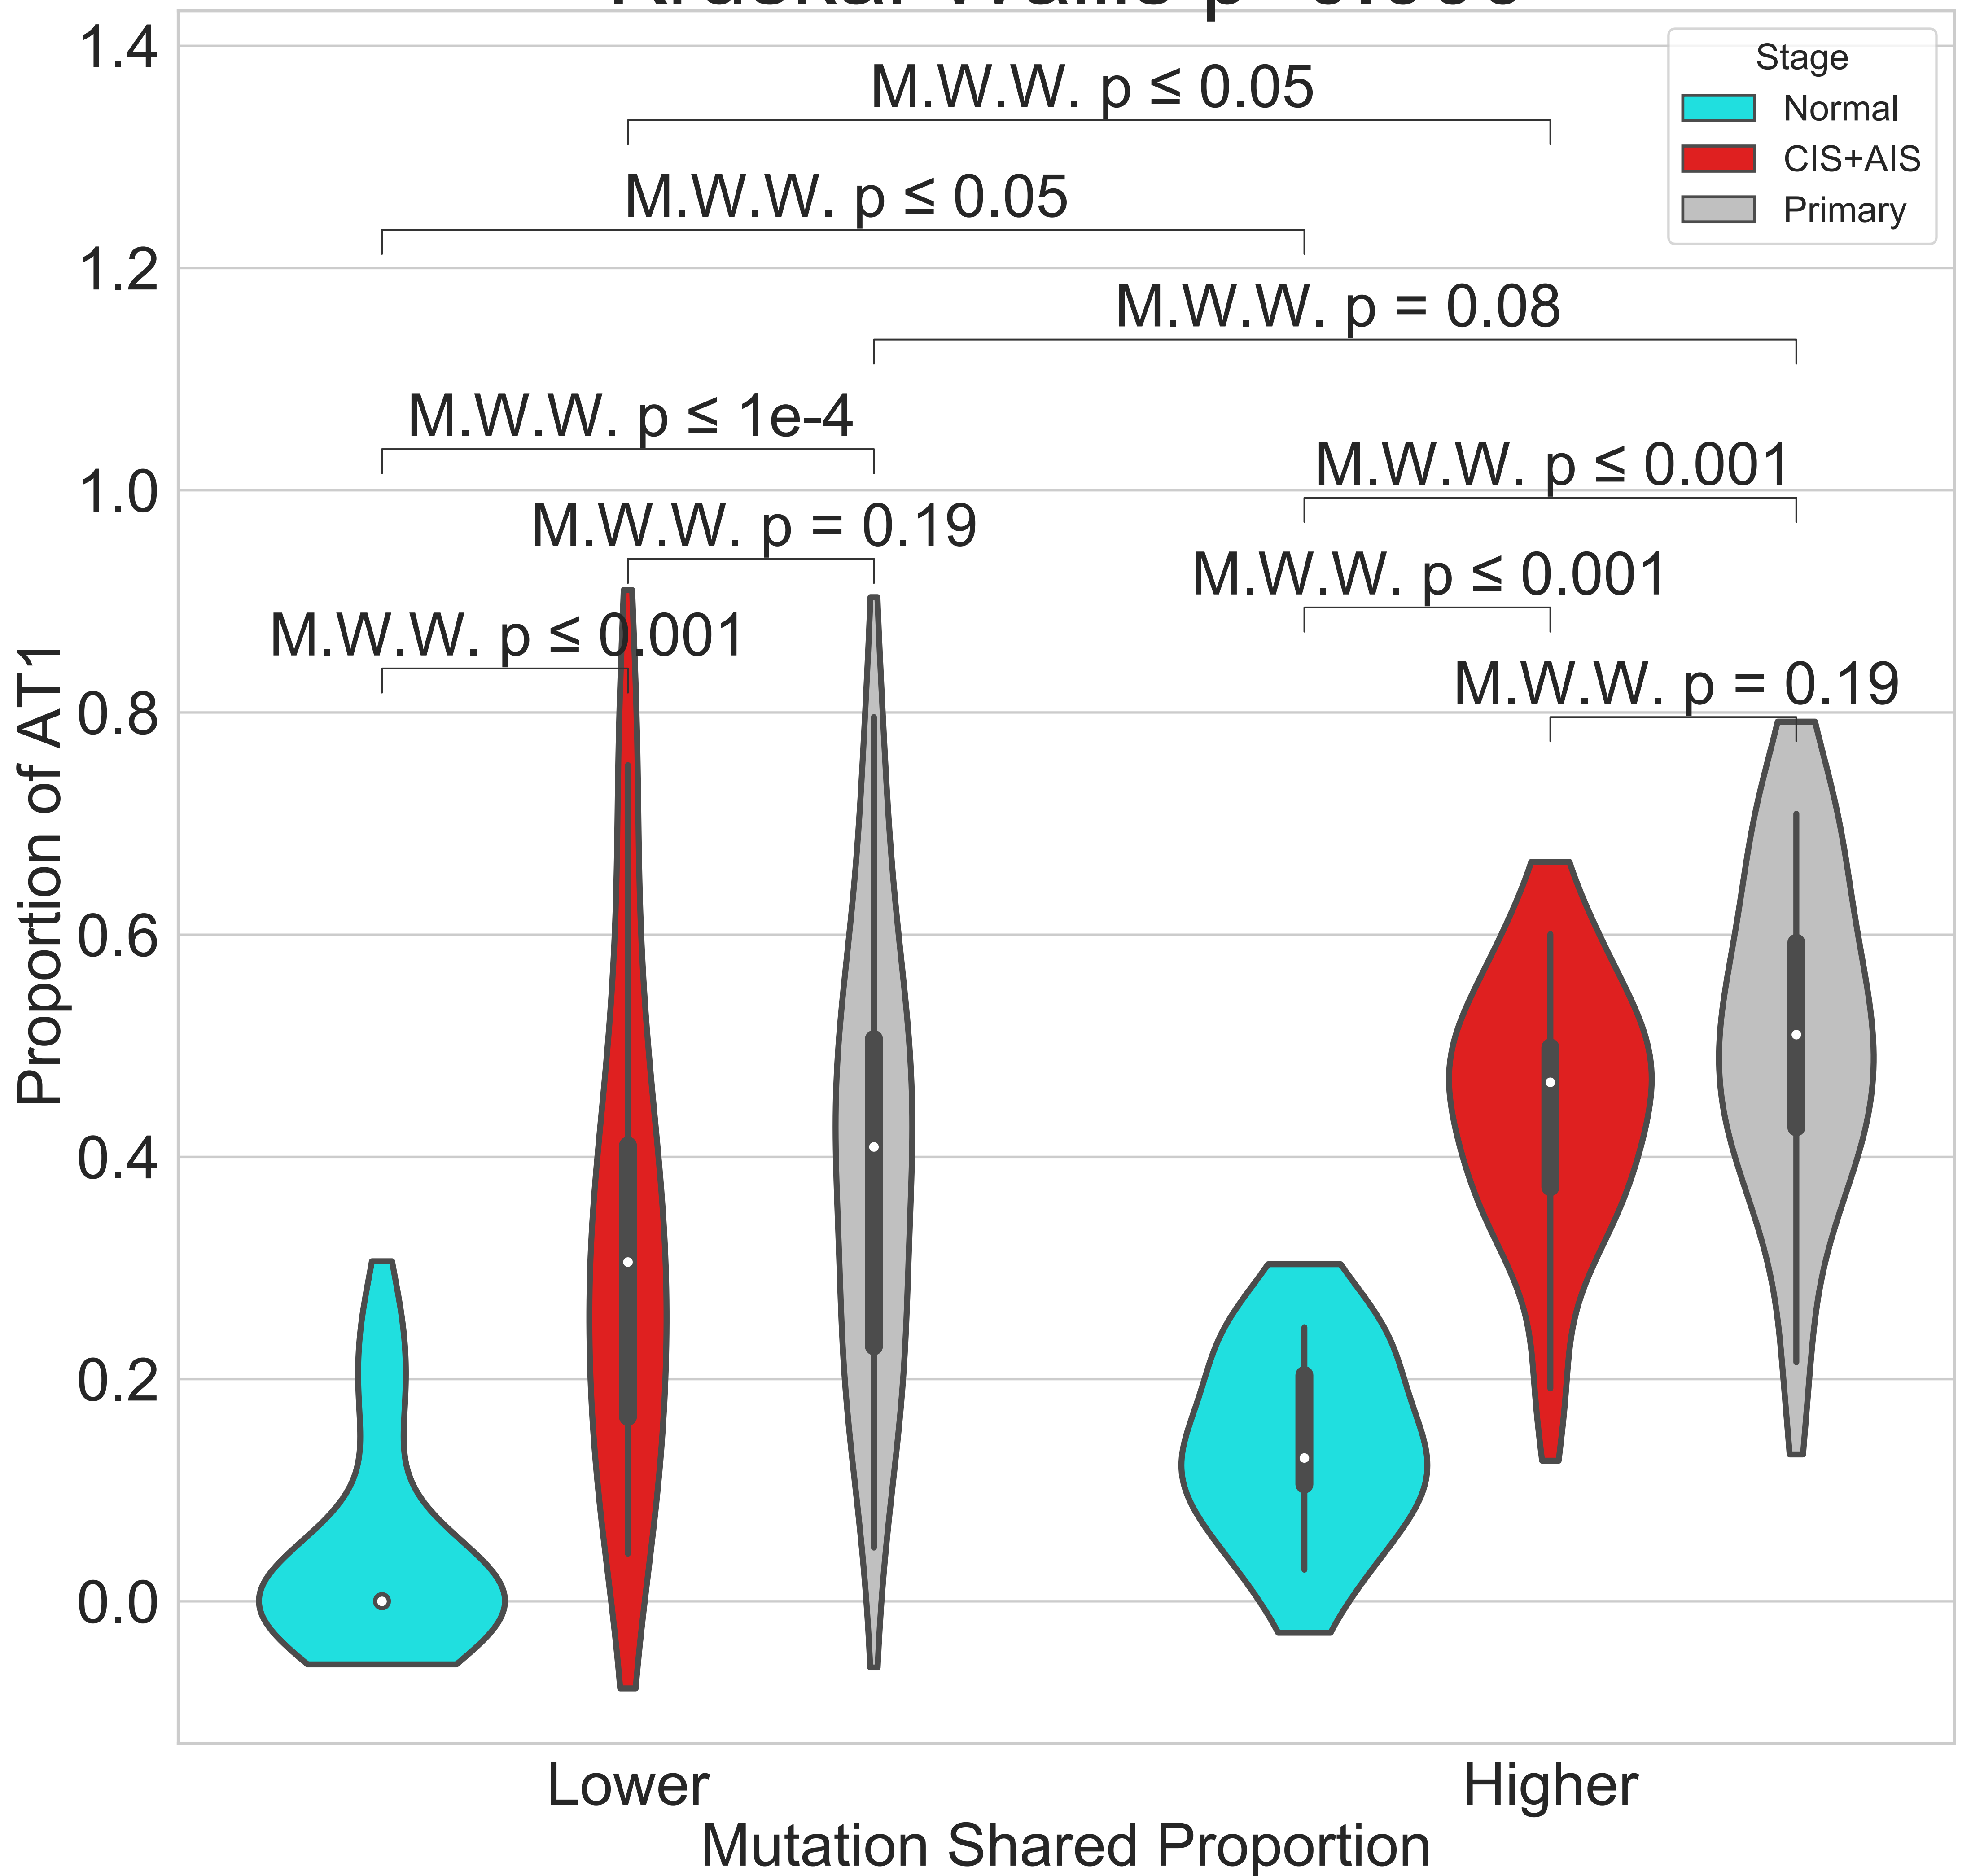 1.4
1.2
1.0
0.8
0.6
0.4
0.2
0.0
Proportion of AT1
Stage
Normal
CIS+AIS
Primary
M.W.W. p ≤ 0.05
M.W.W. p ≤ 0.05
M.W.W. p = 0.08
M.W.W. p ≤ 1e-4
M.W.W. p ≤ 0.001
M.W.W. p = 0.19
M.W.W. p ≤ 0.001
M.W.W. p ≤ 0.001
M.W.W. p = 0.19
Lower
Higher
Mutation Shared Proportion